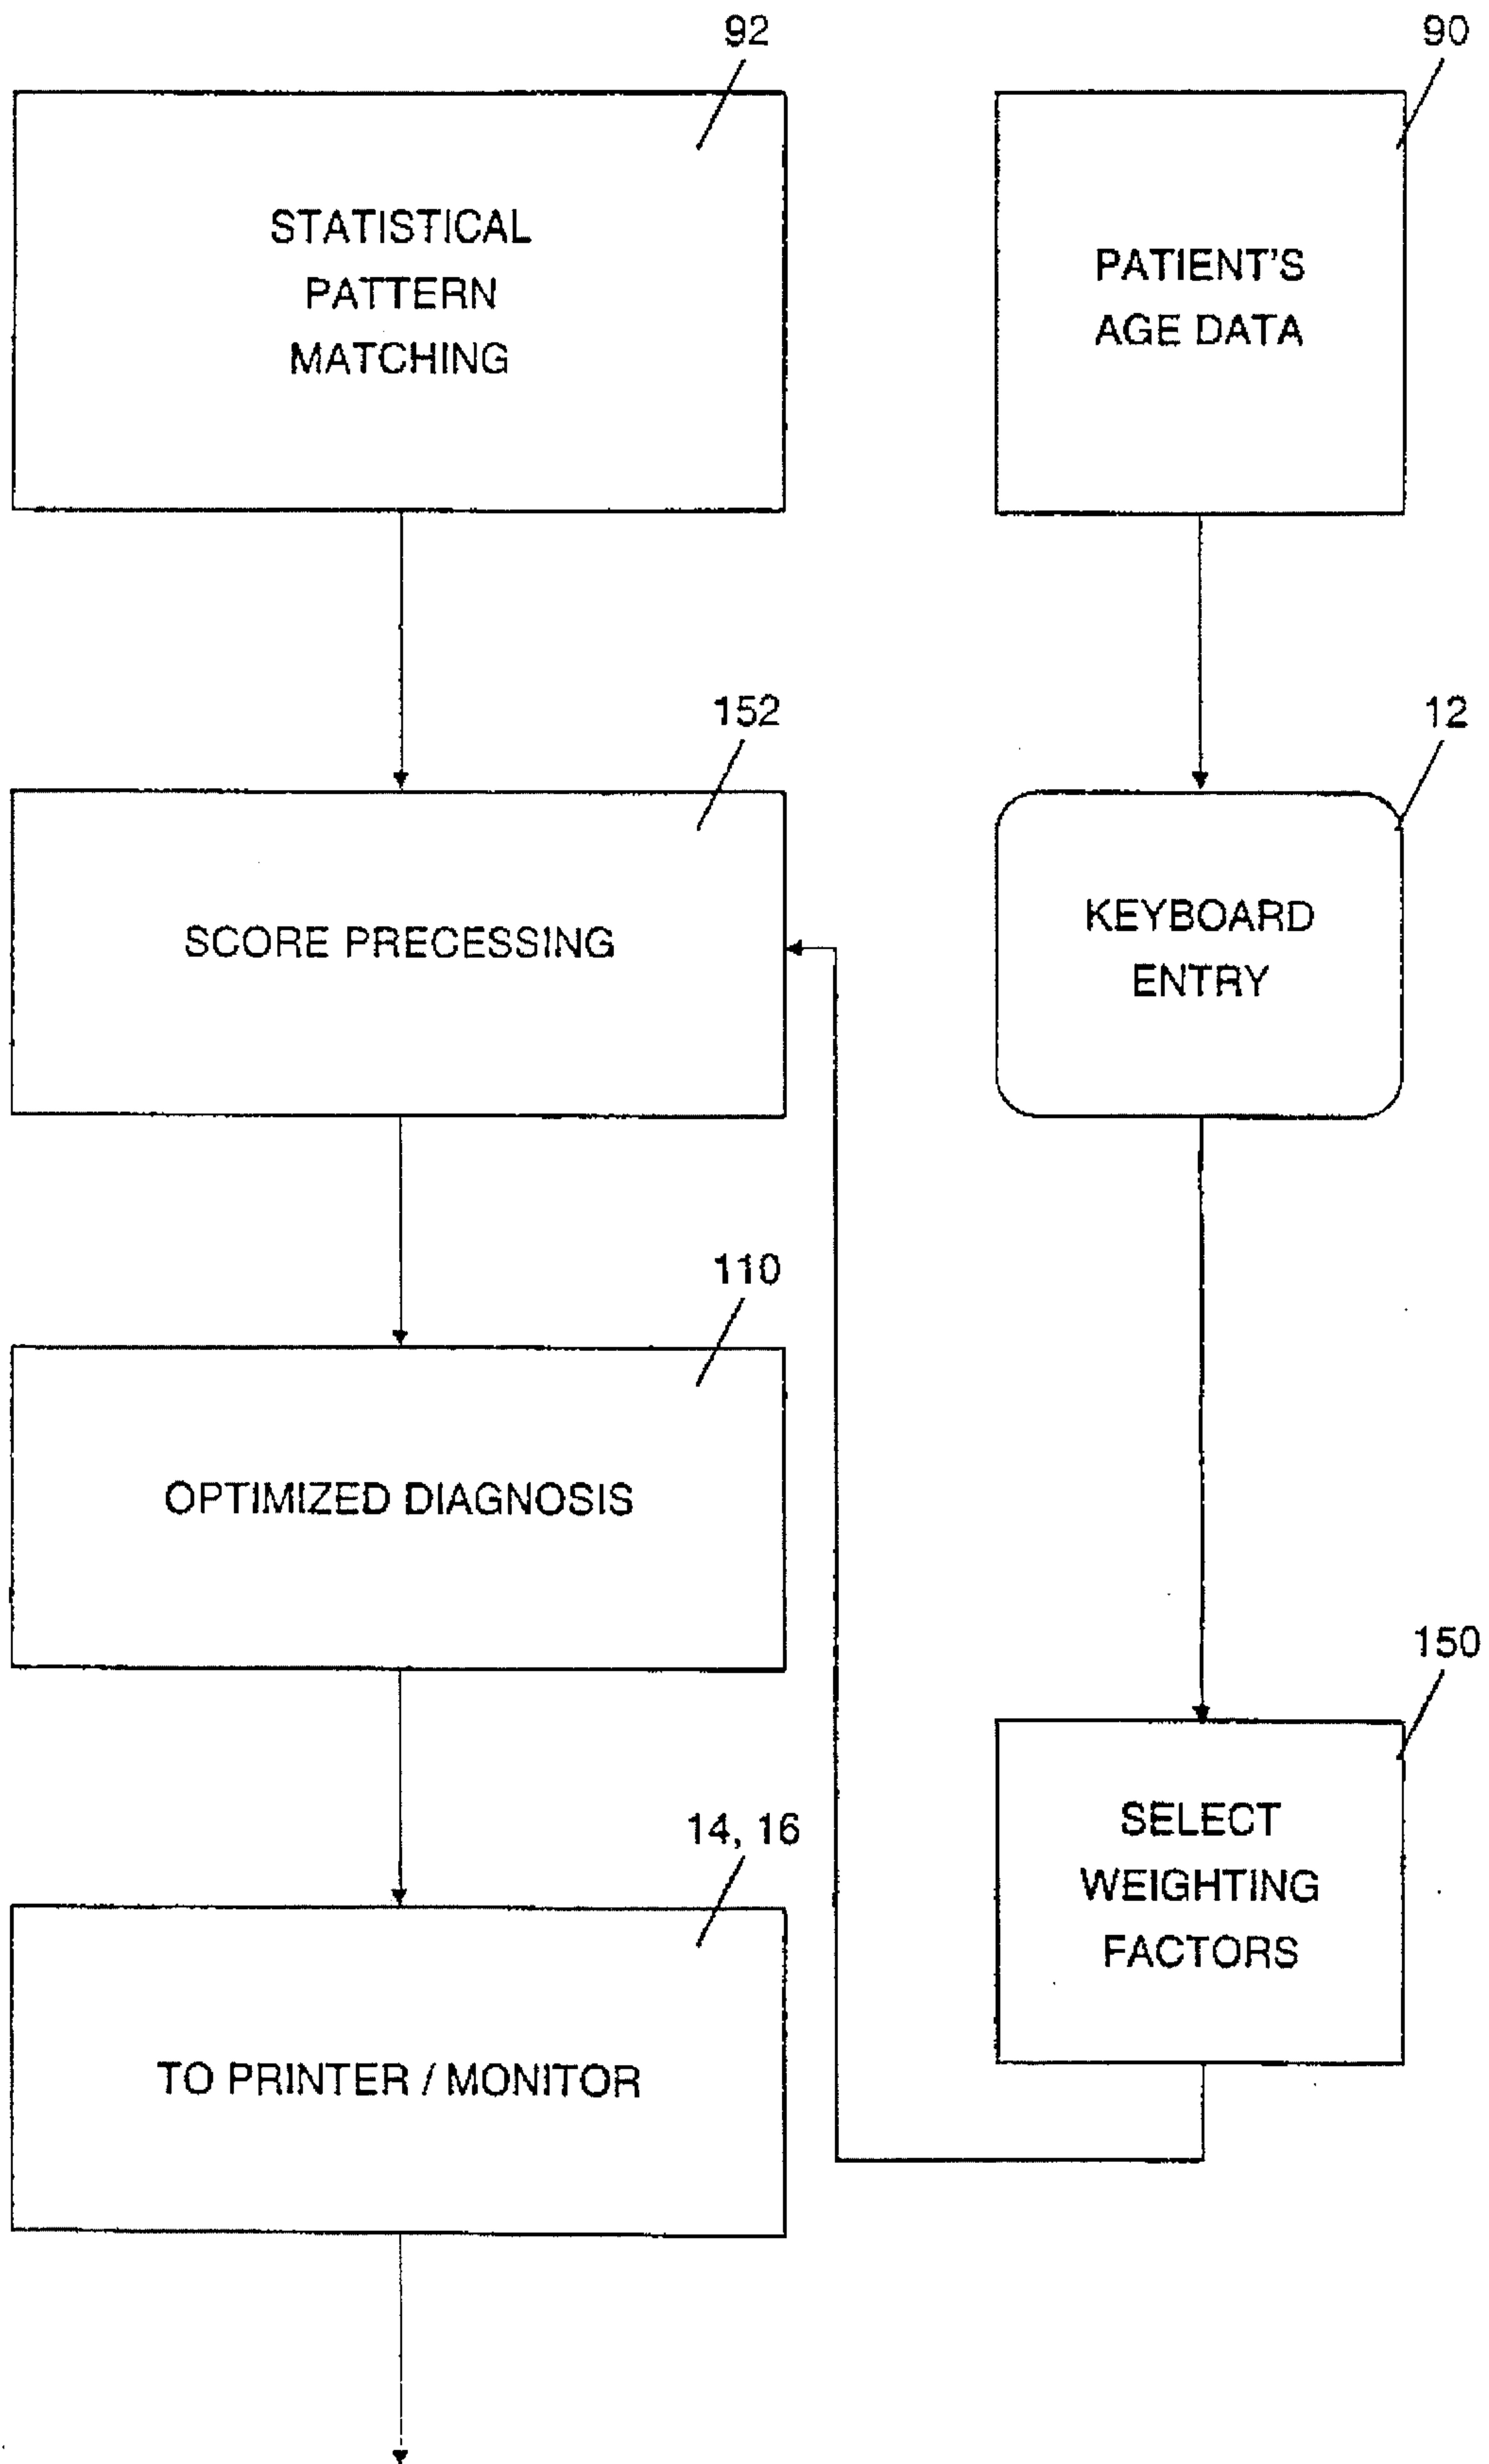 92
90
STATISTICAL
PATTERN
MATCHING
PATIENT'S
AGE DATA
152
12
SCORE PRECESSING
KEYBOARD
ENTRY
110
OPTIMIZED DIAGNOSIS
150
SELECT
WEIGHTING
FACTORS
14, 16
TO PRINTER / MONITOR